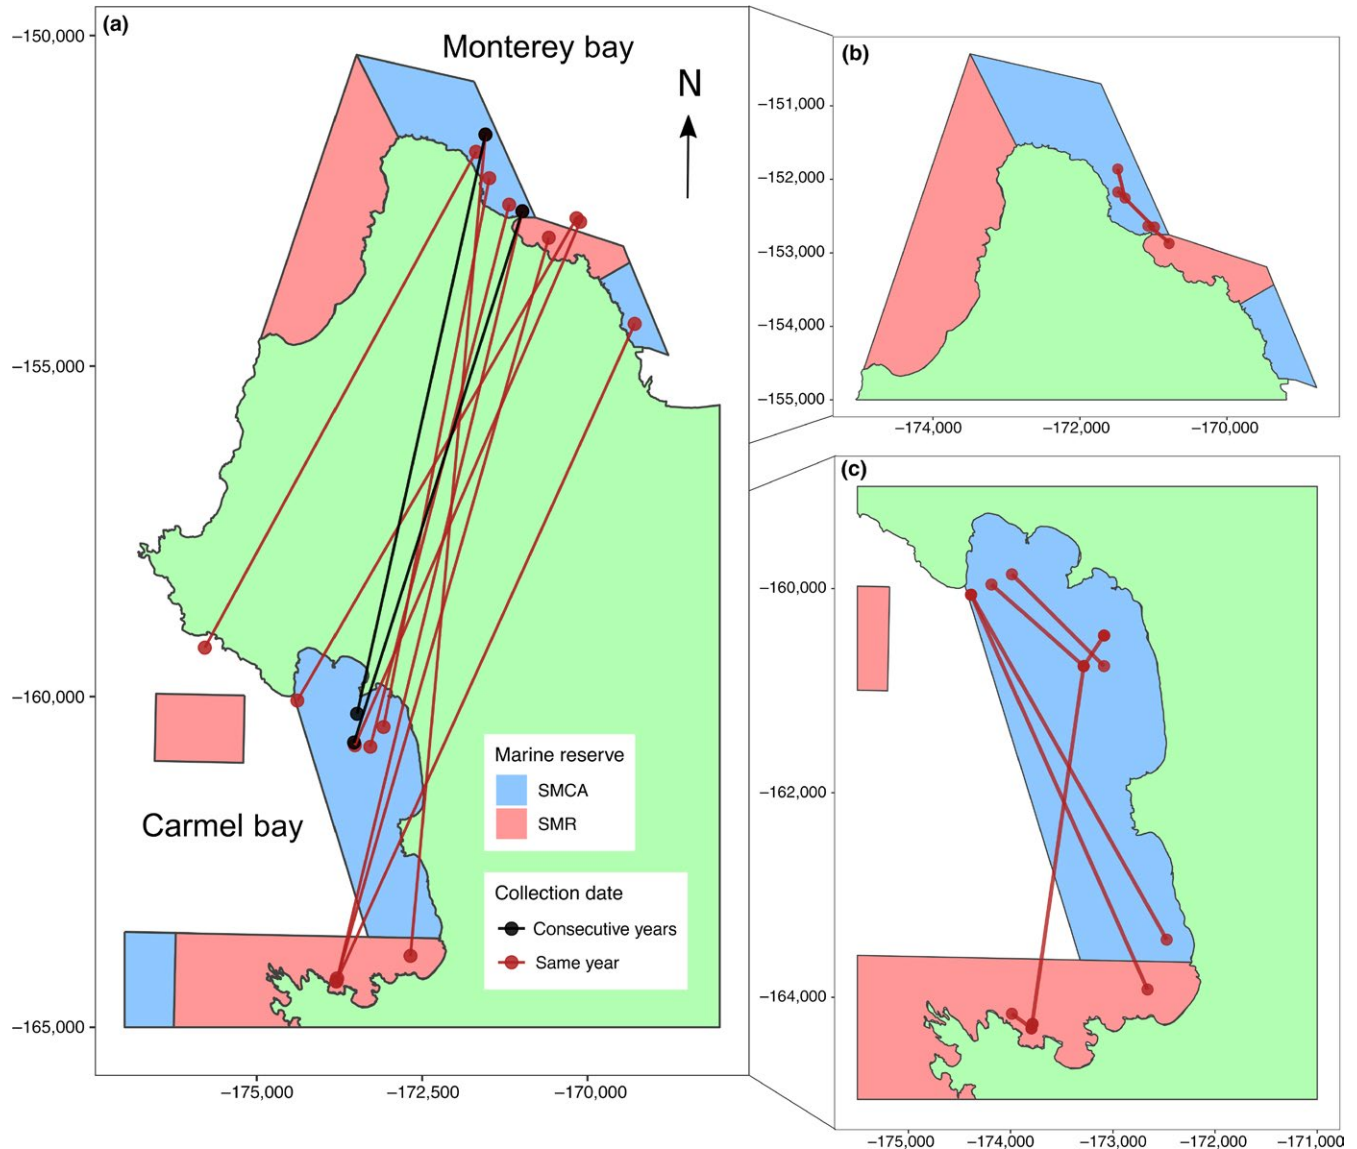 (a)
Monterey bay
N
Carmel bay
−150,000
−155,000
−160,000
−165,000
−175,000
−172,500
−170,000
Marine reserve
SMCA
SMR
Collection date
Consecutive years
Same year
(b)
−151,000
−152,000
−153,000
−154,000
−155,000
−174,000
−172,000
−170,000
(c)
−160,000
−162,000
−164,000
−175,000
−174,000
−173,000
−172,000
−171,000